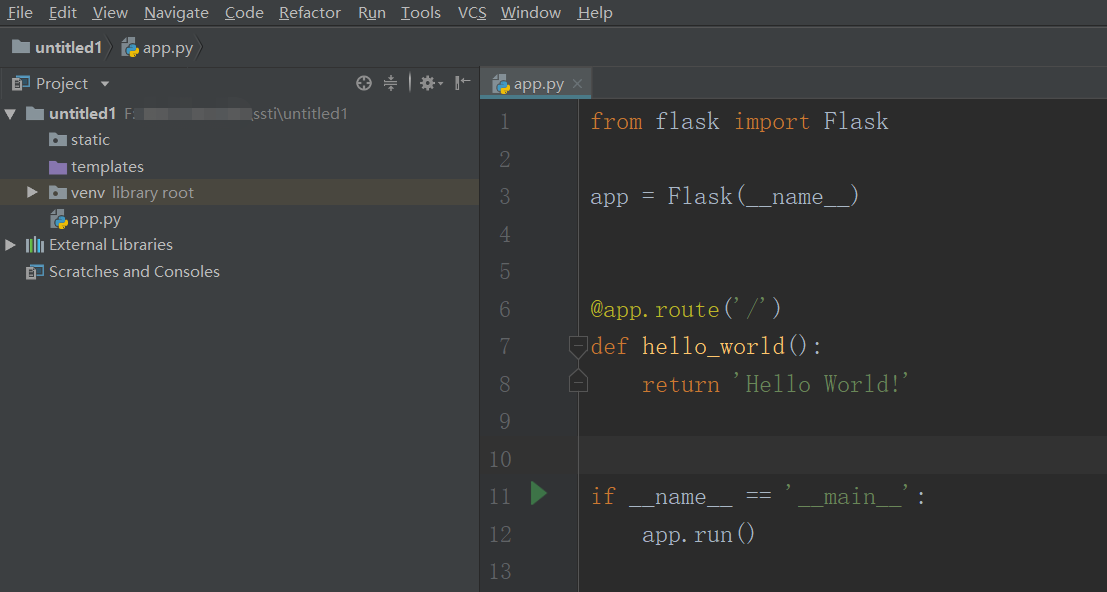 File Edit View Navigate Code Refactor Run Tools VCS Window Help
untitled1 app.py
Project
untitled1 F: \ssti\untitled1
static
templates
venv library root
app.py
External Libraries
Scratches and Consoles
app.py
1 from flask import Flask
2
3 app = Flask(__name__)
4
5
6 @app.route('/')
7 def hello_world():
8 return 'Hello World!'
9
10
11 if __name__ == '__main__':
12 app.run()
13